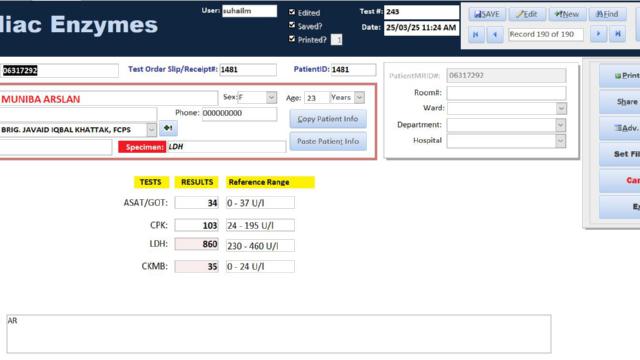 User: suhailm
Edited
Test #: 243
SAVE Edit New Find
diac Enzymes
Saved?
Printed? 1
Date: 25/03/25 11:24 AM
Record 190 of 190
06317292
Test Order Slip/Receipt#: 1481
PatientID: 1481
PatientMRID#: 06317292
Print
MUNIBA ARSLAN
Sex: F
Age: 23 Years
Room#:
Share
Phone: 000000000
Copy Patient Info
Ward:
BRIG. JAVAID IQBAL KHATTAK, FCPS
Department:
Adv.
Specimen: LDH
Paste Patient Info
Hospital
Set Fil
Can
E
TESTS RESULTS Reference Range
ASAT/GOT: 34 0 - 37 U/l
CPK: 103 24 - 195 U/l
LDH: 860 230 - 460 U/l
CKMB: 35 0 - 24 U/l
AR